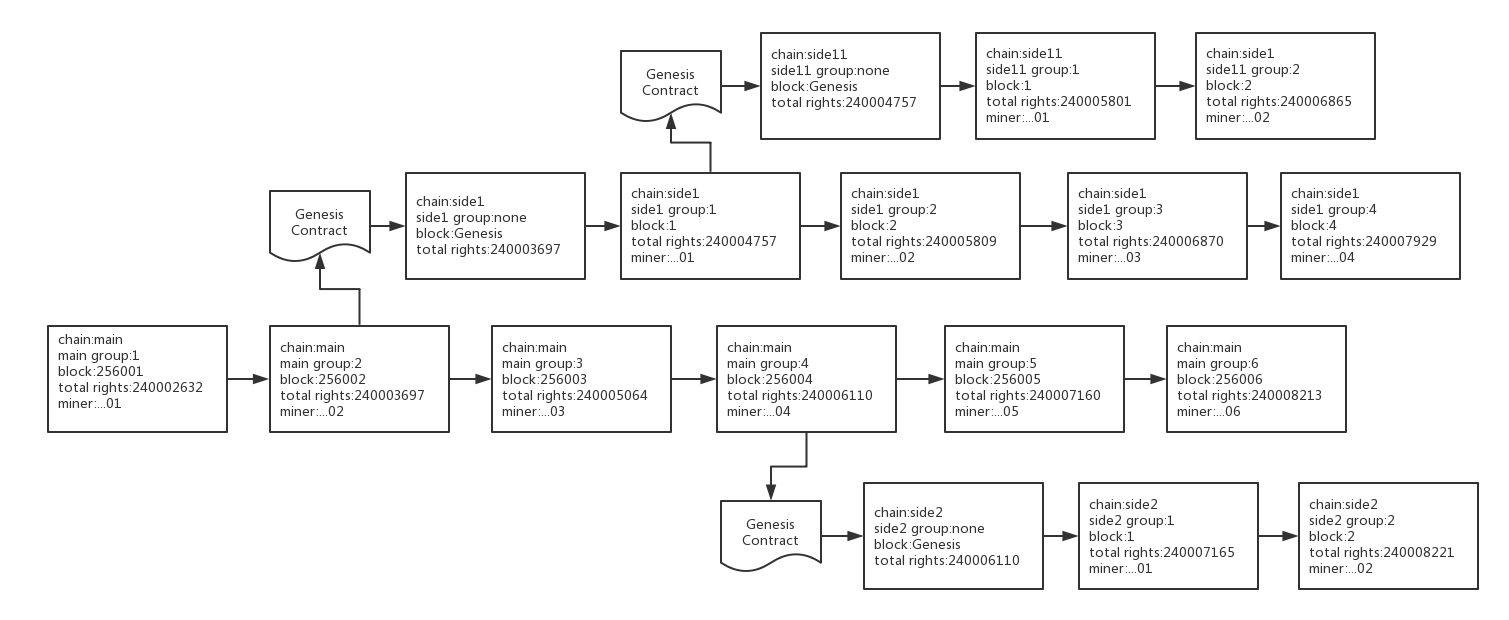 Genesis
Contract
chain:side11
side11 group:none
block:Genesis
total rights:240004757
chain:side11
side11 group:1
block:1
total rights:240005801
miner:...01
chain:side1
side11 group:2
block:2
total rights:240006865
miner:...02
Genesis
Contract
chain:side1
side1 group:none
block:Genesis
total rights:240003697
chain:side1
side1 group:1
block:1
total rights:240004757
miner:...01
chain:side1
side1 group:2
block:2
total rights:240005809
miner:...02
chain:side1
side1 group:3
block:3
total rights:240006870
miner:...03
chain:side1
side1 group:4
block:4
total rights:240007929
miner:...04
chain:main
main group:1
block:256001
total rights:240002632
miner:...01
chain:main
main group:2
block:256002
total rights:240003697
miner:...02
chain:main
main group:3
block:256003
total rights:240005064
miner:...03
chain:main
main group:4
block:256004
total rights:240006110
miner:...04
chain:main
main group:5
block:256005
total rights:240007160
miner:...05
chain:main
main group:6
block:256006
total rights:240008213
miner:...06
Genesis
Contract
chain:side2
side2 group:none
block:Genesis
total rights:240006110
chain:side2
side2 group:1
block:1
total rights:240007165
miner:...01
chain:side2
side2 group:2
block:2
total rights:240008221
miner:...02